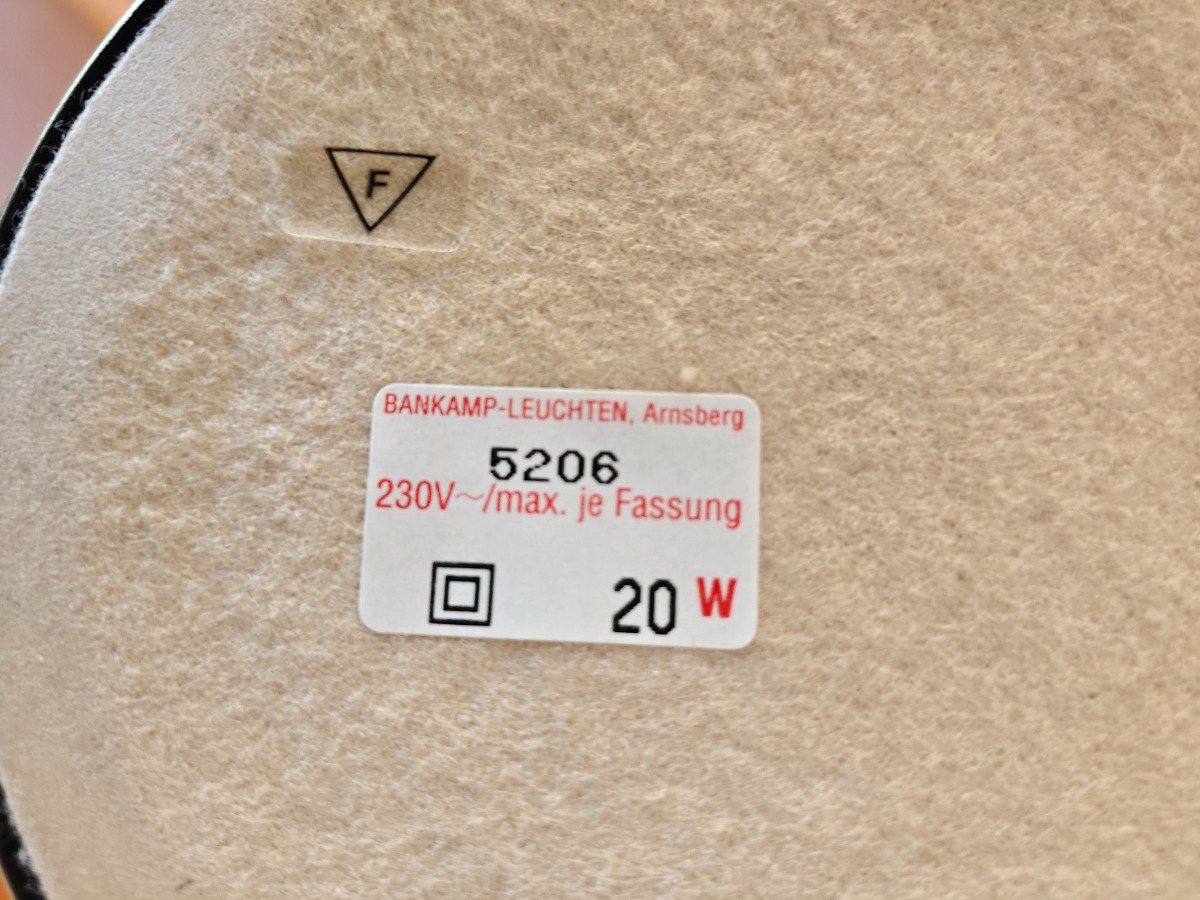 F
BANKAMP-LEUCHTEN, Arnsberg
5206
230V~/max. je Fassung
20 W